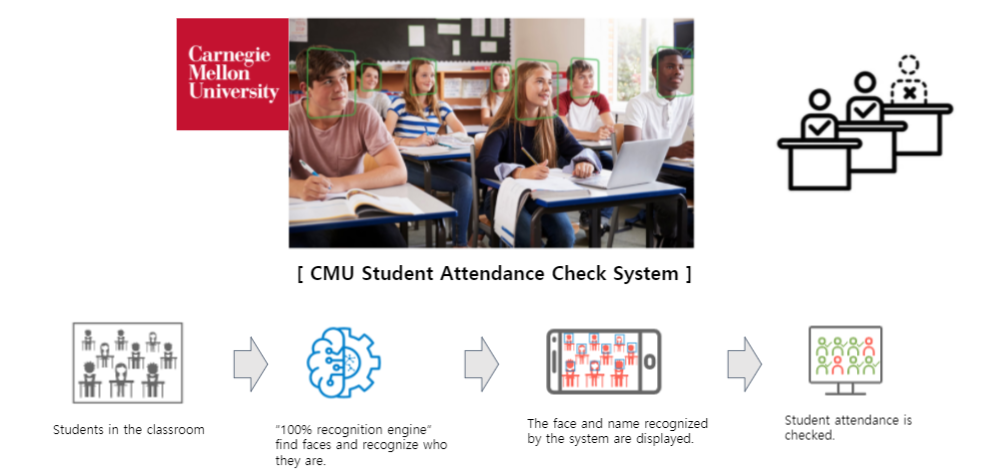 Carnegie
Mellon
University
[ CMU Student Attendance Check System ]
Students in the classroom
"100% recognition engine"
find faces and recognize who
they are.
The face and name recognized
by the system are displayed.
Student attendance is
checked.